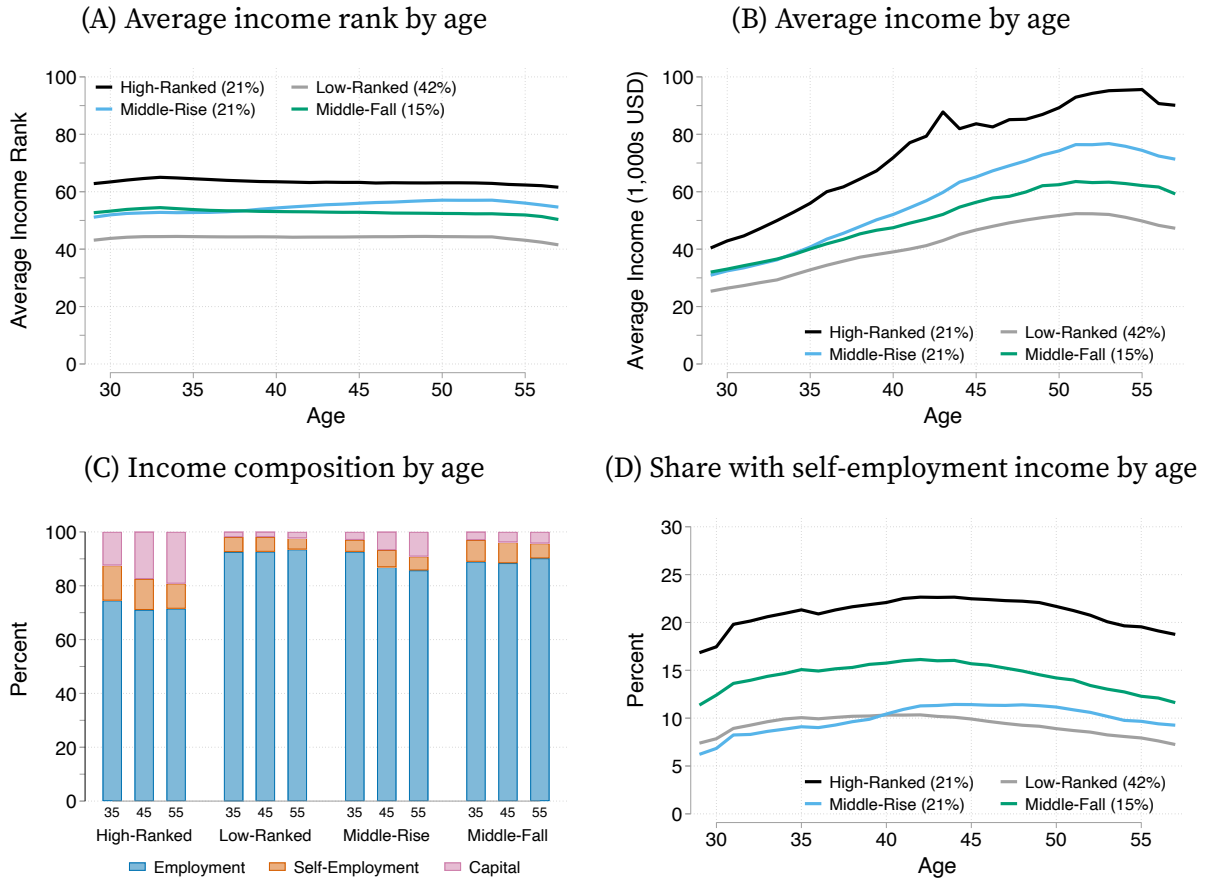 (A) Average income rank by age
Average Income Rank
100
80
60
40
20
0
High-Ranked (21%)
Low-Ranked (42%)
Middle-Rise (21%)
Middle-Fall (15%)
30 35 40 45 50 55
Age
(B) Average income by age
Average Income (1,000s USD)
100
80
60
40
20
0
High-Ranked (21%)
Low-Ranked (42%)
Middle-Rise (21%)
Middle-Fall (15%)
30 35 40 45 50 55
Age
(C) Income composition by age
Percent
100
80
60
40
20
0
35 45 55 35 45 55 35 45 55 35 45 55
High-Ranked Low-Ranked Middle-Rise Middle-Fall
Employment Self-Employment Capital
(D) Share with self-employment income by age
Percent
30
25
20
15
10
5
0
High-Ranked (21%)
Low-Ranked (42%)
Middle-Rise (21%)
Middle-Fall (15%)
30 35 40 45 50 55
Age